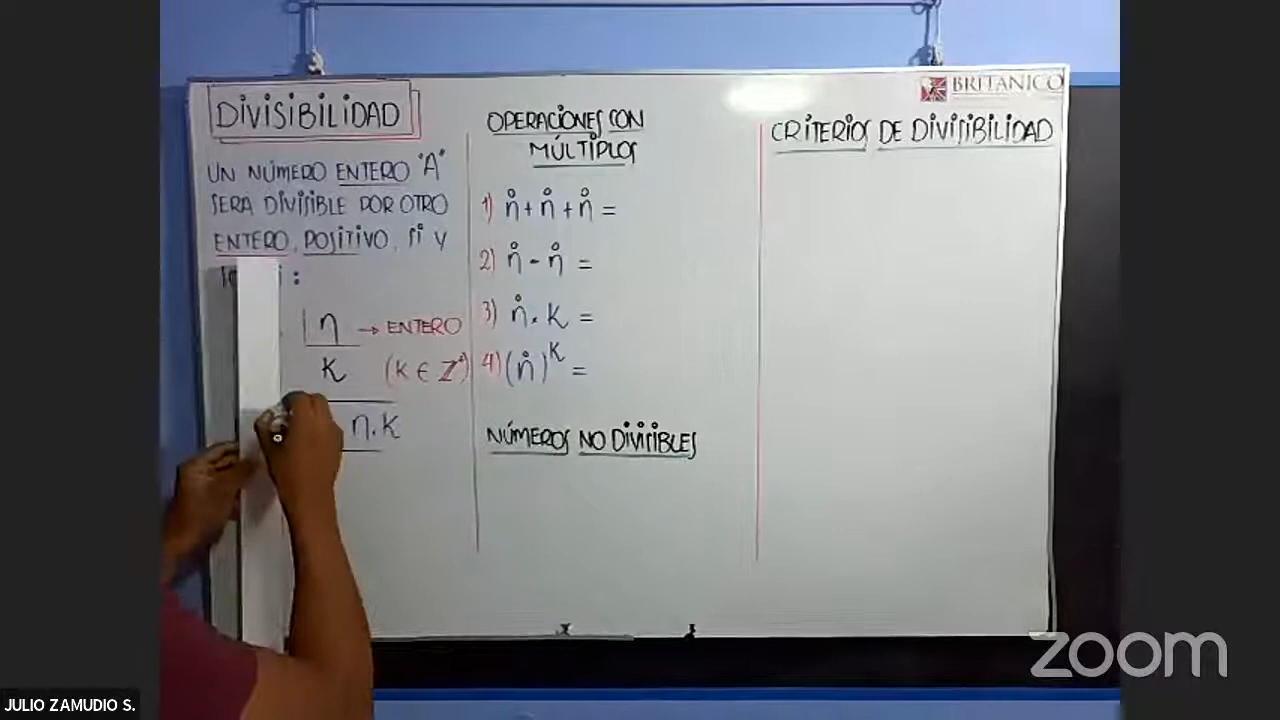 DIVISIBILIDAD
UN NÚMERO ENTERO "A"
SERA DIVISIBLE POR OTRO
ENTERO POSITIVO, SI Y
:
n → ENTERO
K (K ∈ Z⁺)
n.K
OPERACIONES CON
MÚLTIPLOS
1) n̊ + n̊ + n̊ =
2) n̊ - n̊ =
3) n̊ . K =
4) (n̊)^K =
NÚMEROS NO DIVISIBLES
BRITANICO
CRITERIOS DE DIVISIBILIDAD
zoom
JULIO ZAMUDIO S.